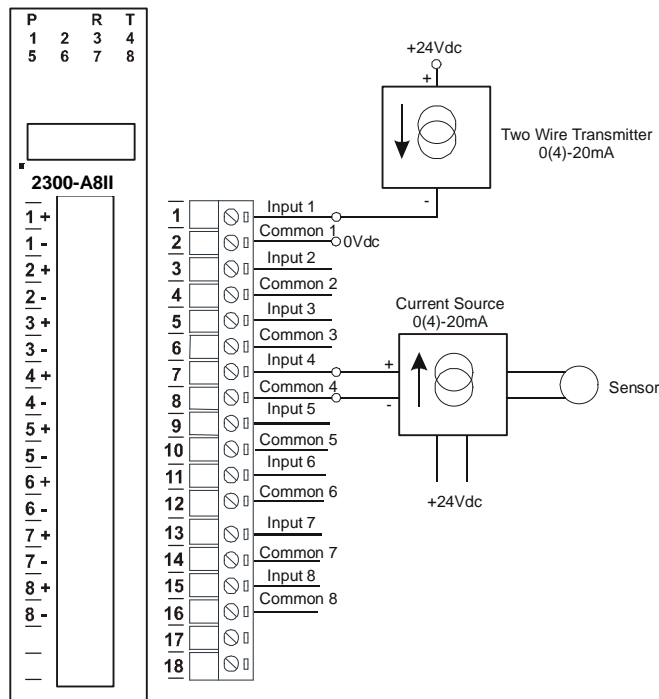 P R T
1 2 3 4
5 6 7 8
2300-A8II
1 +
1 -
2 +
2 -
3 +
3 -
4 +
4 -
5 +
5 -
6 +
6 -
7 +
7 -
8 +
8 -
1 Input 1
2 Common 1
0Vdc
3 Input 2
4 Common 2
5 Input 3
6 Common 3
7 Input 4
8 Common 4
9 Input 5
10 Common 5
11 Input 6
12 Common 6
13 Input 7
14 Common 7
15 Input 8
16 Common 8
17
18
+24Vdc
+
-
Two Wire Transmitter
0(4)-20mA
Current Source
0(4)-20mA
+
-
Sensor
+24Vdc